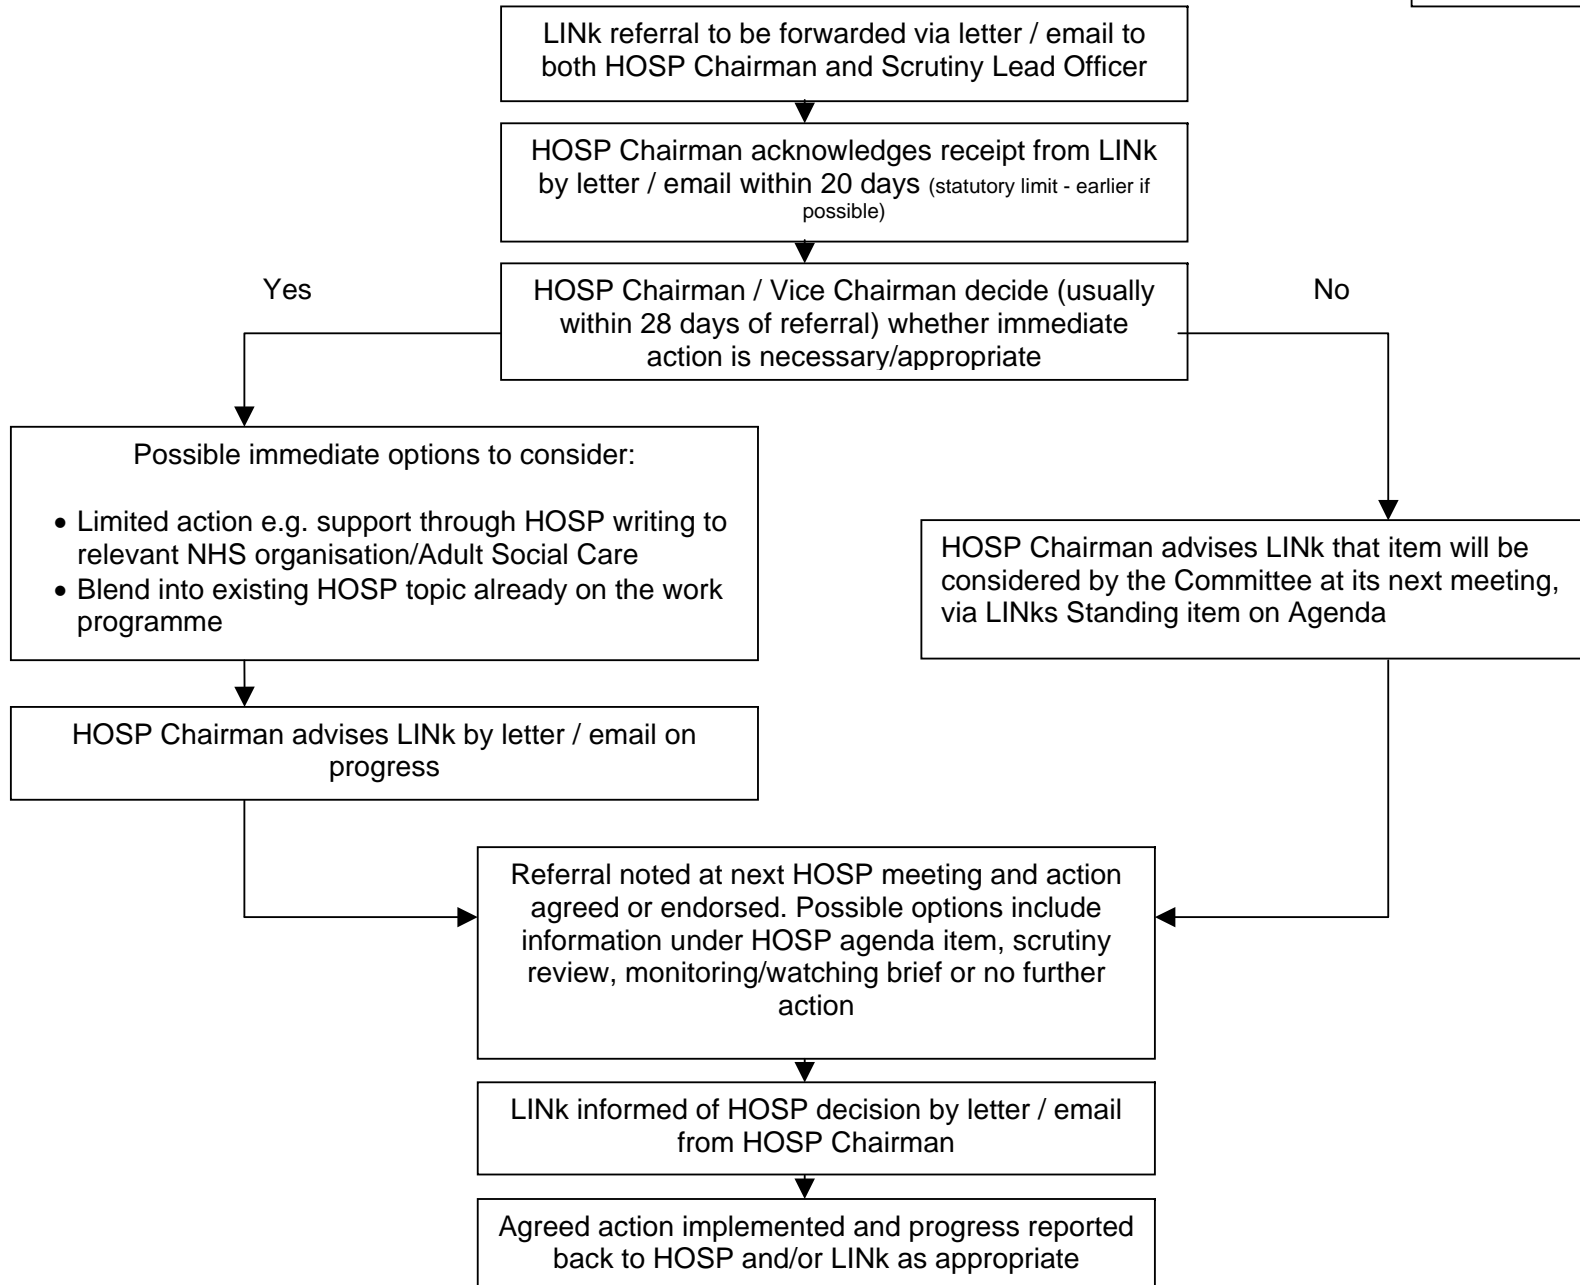 LINk referral to be forwarded via letter / email to
both HOSP Chairman and Scrutiny Lead Officer
HOSP Chairman acknowledges receipt from LINk
by letter / email within 20 days (statutory limit - earlier if
possible)
Yes
HOSP Chairman / Vice Chairman decide (usually
within 28 days of referral) whether immediate
action is necessary/appropriate
No
Possible immediate options to consider:
• Limited action e.g. support through HOSP writing to
relevant NHS organisation/Adult Social Care
• Blend into existing HOSP topic already on the work
programme
HOSP Chairman advises LINk that item will be
considered by the Committee at its next meeting,
via LINks Standing item on Agenda
HOSP Chairman advises LINk by letter / email on
progress
Referral noted at next HOSP meeting and action
agreed or endorsed. Possible options include
information under HOSP agenda item, scrutiny
review, monitoring/watching brief or no further
action
LINk informed of HOSP decision by letter / email
from HOSP Chairman
Agreed action implemented and progress reported
back to HOSP and/or LINk as appropriate